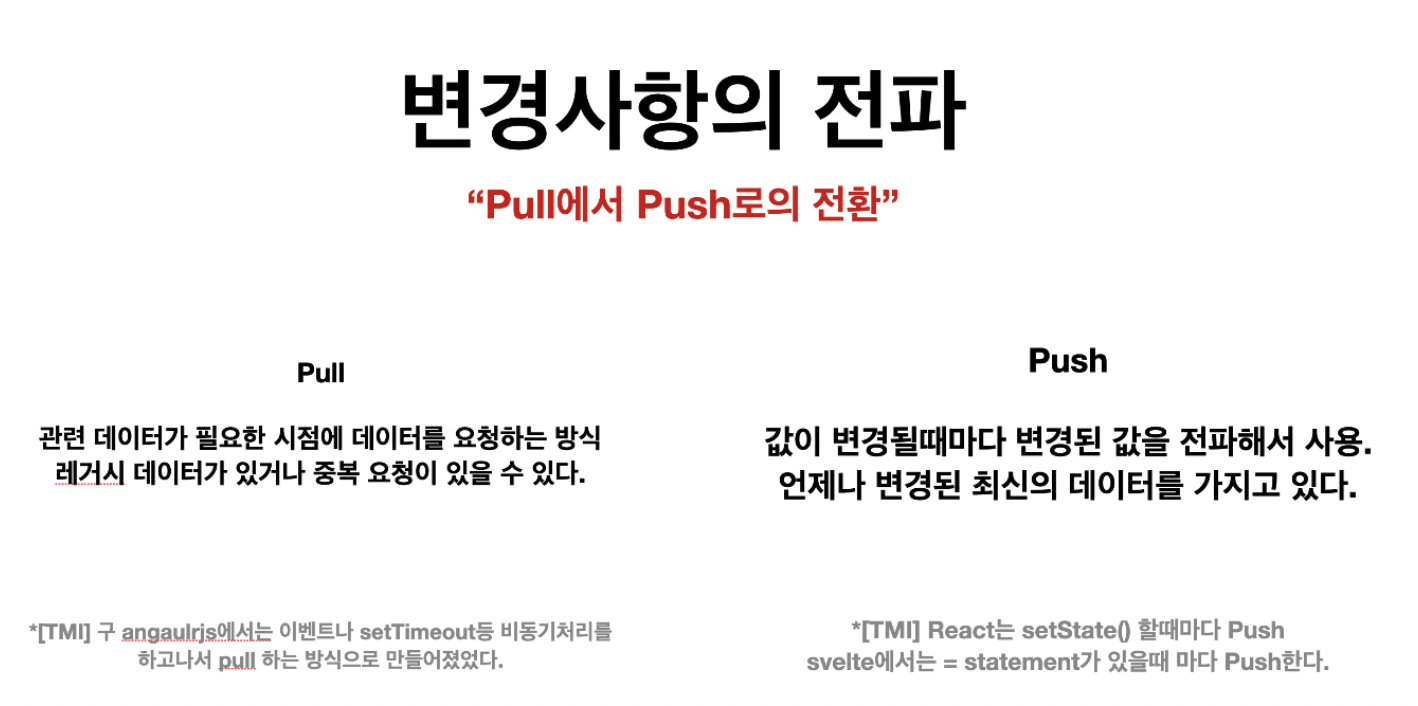 변경사항의 전파
“Pull에서 Push로의 전환”
Pull
관련 데이터가 필요한 시점에 데이터를 요청하는 방식
레거시 데이터가 있거나 중복 요청이 있을 수 있다.
*[TMI] 구 angaulrjs에서는 이벤트나 setTimeout등 비동기처리를
하고나서 pull 하는 방식으로 만들어졌었다.
Push
값이 변경될때마다 변경된 값을 전파해서 사용.
언제나 변경된 최신의 데이터를 가지고 있다.
*[TMI] React는 setState() 할때마다 Push
svelte에서는 = statement가 있을때 마다 Push한다.